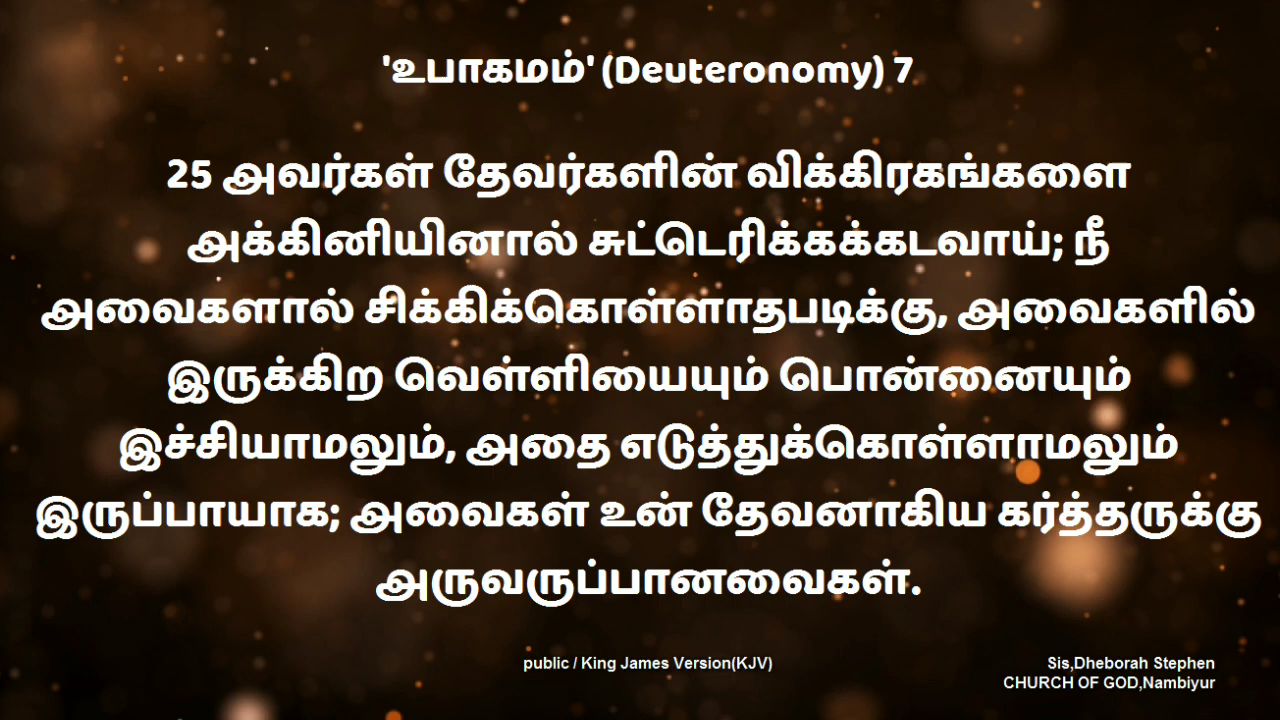 'உபாகமம்' (Deuteronomy) 7
25 அவர்கள் தேவர்களின் விக்கிரகங்களை
அக்கினியினால் சுட்டெரிக்கக்கடவாய்; நீ
அவைகளால் சிக்கிக்கொள்ளாதபடிக்கு, அவைகளில்
இருக்கிற வெள்ளியையும் பொன்னையும்
இச்சியாமலும், அதை எடுத்துக்கொள்ளாமலும்
இருப்பாயாக; அவைகள் உன் தேவனாகிய கர்த்தருக்கு
அருவருப்பானவைகள்.
public / King James Version(KJV)
Sis,Dheborah Stephen
CHURCH OF GOD,Nambiyur